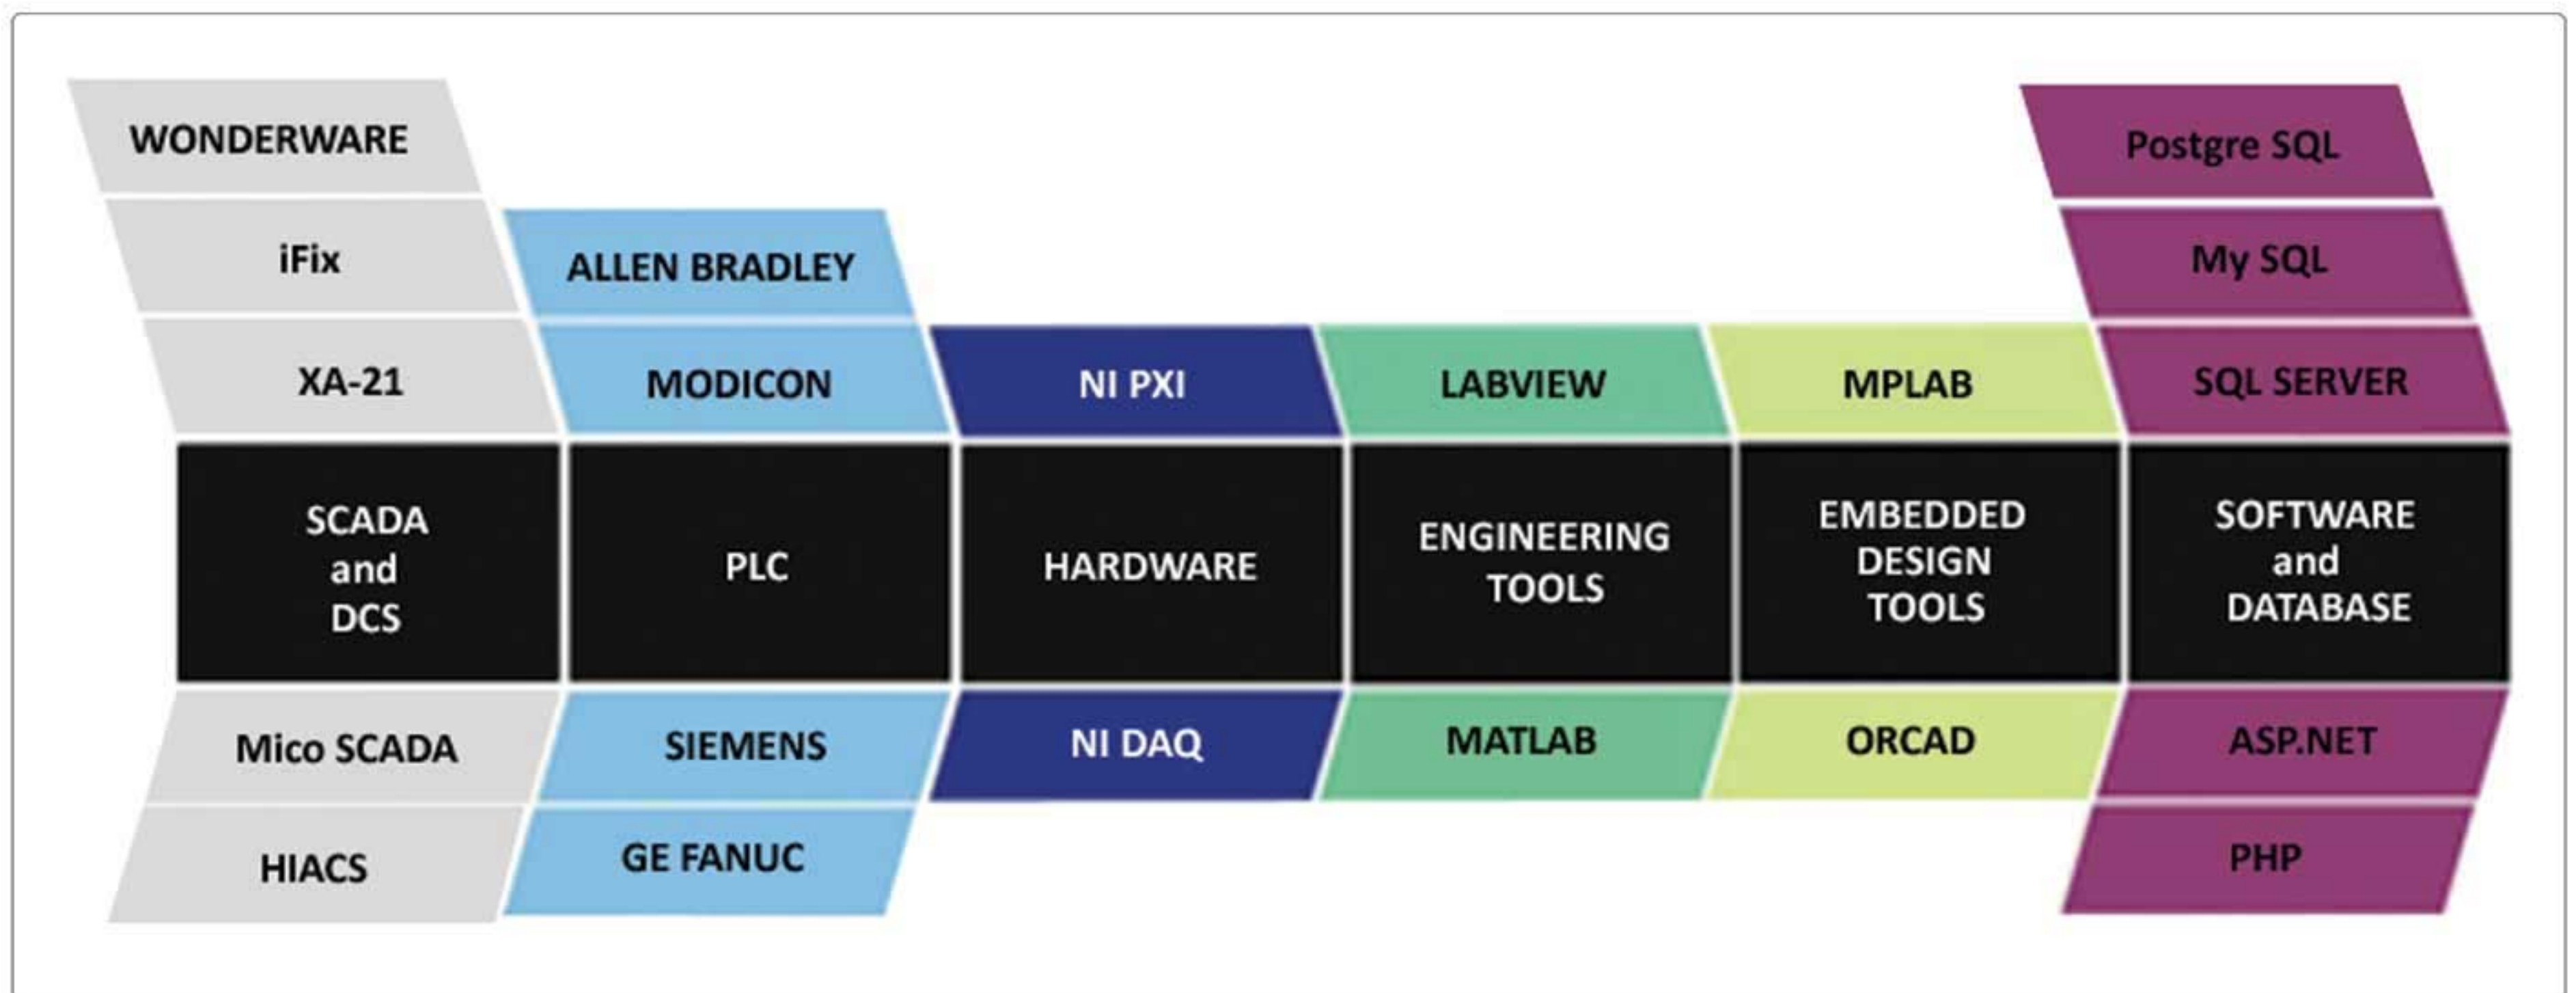 WONDERWARE
Postgre SQL
iFix
ALLEN BRADLEY
My SQL
XA-21
MODICON
NI PXI
LABVIEW
MPLAB
SQL SERVER
SCADA
and
DCS
PLC
HARDWARE
ENGINEERING
TOOLS
EMBEDDED
DESIGN
TOOLS
SOFTWARE
and
DATABASE
Mico SCADA
SIEMENS
NI DAQ
MATLAB
ORCAD
ASP.NET
HIACS
GE FANUC
PHP